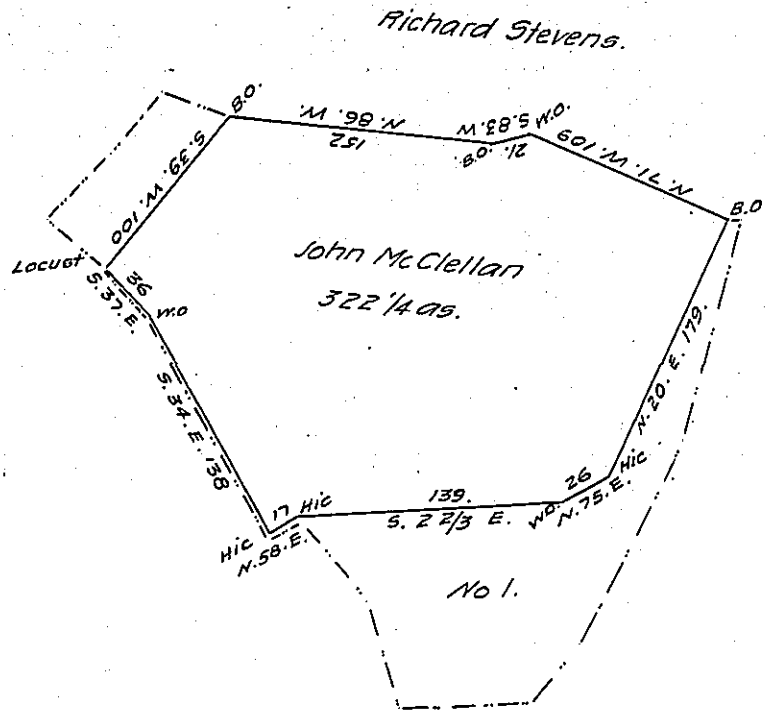 Richard Stevens.
B.O.
N. 86. W.
152
S. 83. W
21.
B.O.
W.O.
N. 71. W. 109
B.O
S. 39. W. 100
Locust
36
S. 37. E.
W.O
John McClellan
322 1/4 as.
N. 20. E. 179.
S. 34. E. 138
Hic
26
N. 75. E.
W.O.
139.
S. 2 2/3 E.
Hic
17
Hic
N. 58. E.
No 1.